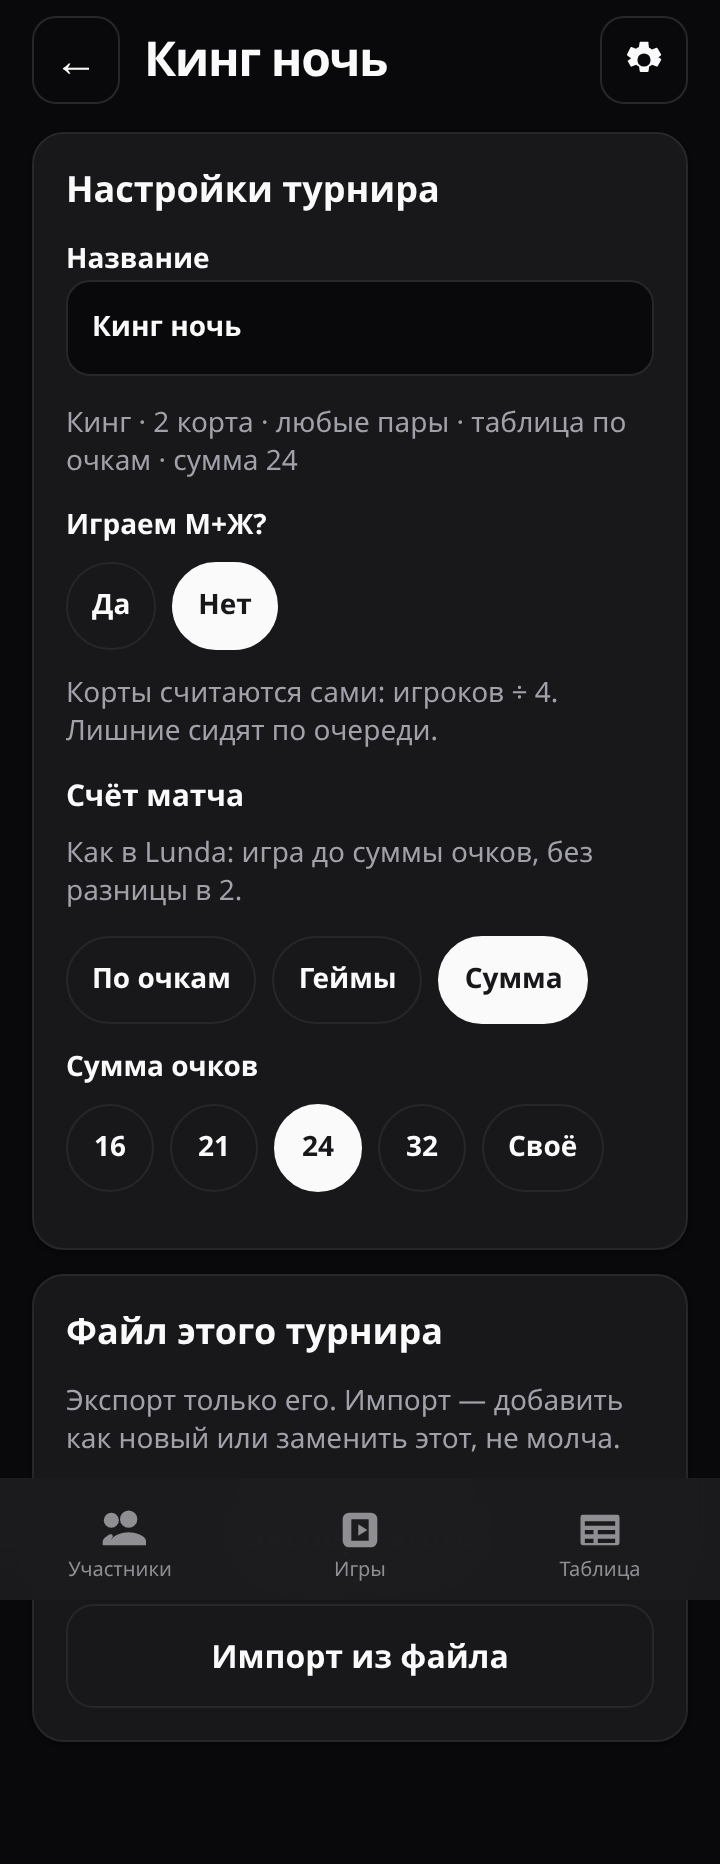 ← Кинг ночь
Настройки турнира
Название
Кинг ночь
Кинг · 2 корта · любые пары · таблица по
очкам · сумма 24
Играем М+Ж?
Да Нет
Корты считаются сами: игроков ÷ 4.
Лишние сидят по очереди.
Счёт матча
Как в Lunda: игра до суммы очков, без
разницы в 2.
По очкам Геймы Сумма
Сумма очков
16 21 24 32 Своё
Файл этого турнира
Экспорт только его. Импорт — добавить
как новый или заменить этот, не молча.
Участники Игры Таблица
Импорт из файла